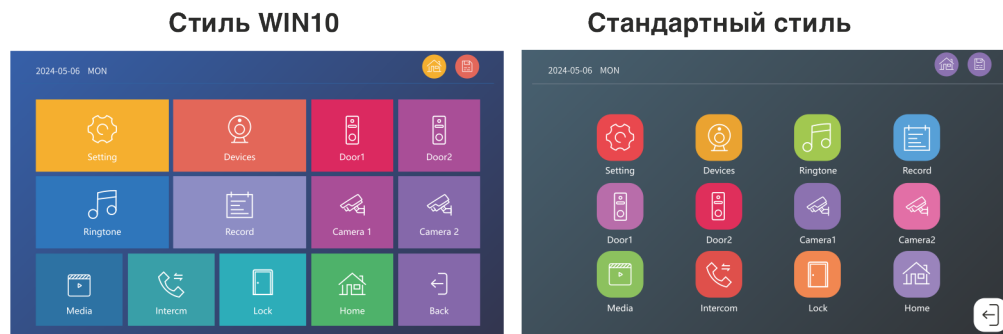 Стиль WIN10
2024-05-06 MON
Setting Devices Door1 Door2
Ringtone Record Camera 1 Camera 2
Media Intercm Lock Home Back
Стандартный стиль
2024-05-06 MON
Setting Devices Ringtone Record
Door1 Door2 Camera1 Camera2
Media Intercom Lock Home